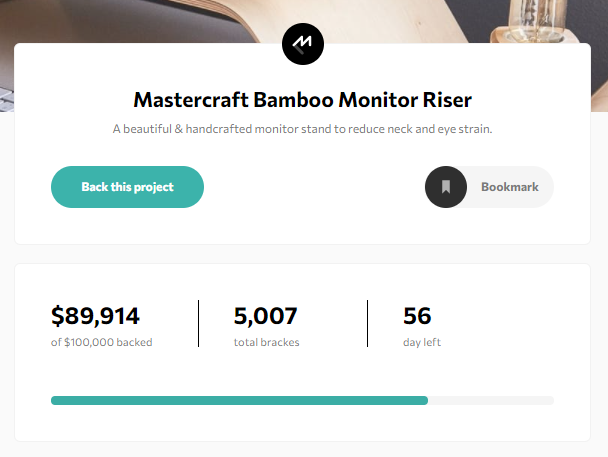 Mastercraft Bamboo Monitor Riser
A beautiful & handcrafted monitor stand to reduce neck and eye strain.
Back this project
Bookmark
$89,914
of $100,000 backed
5,007
total brackes
56
day left